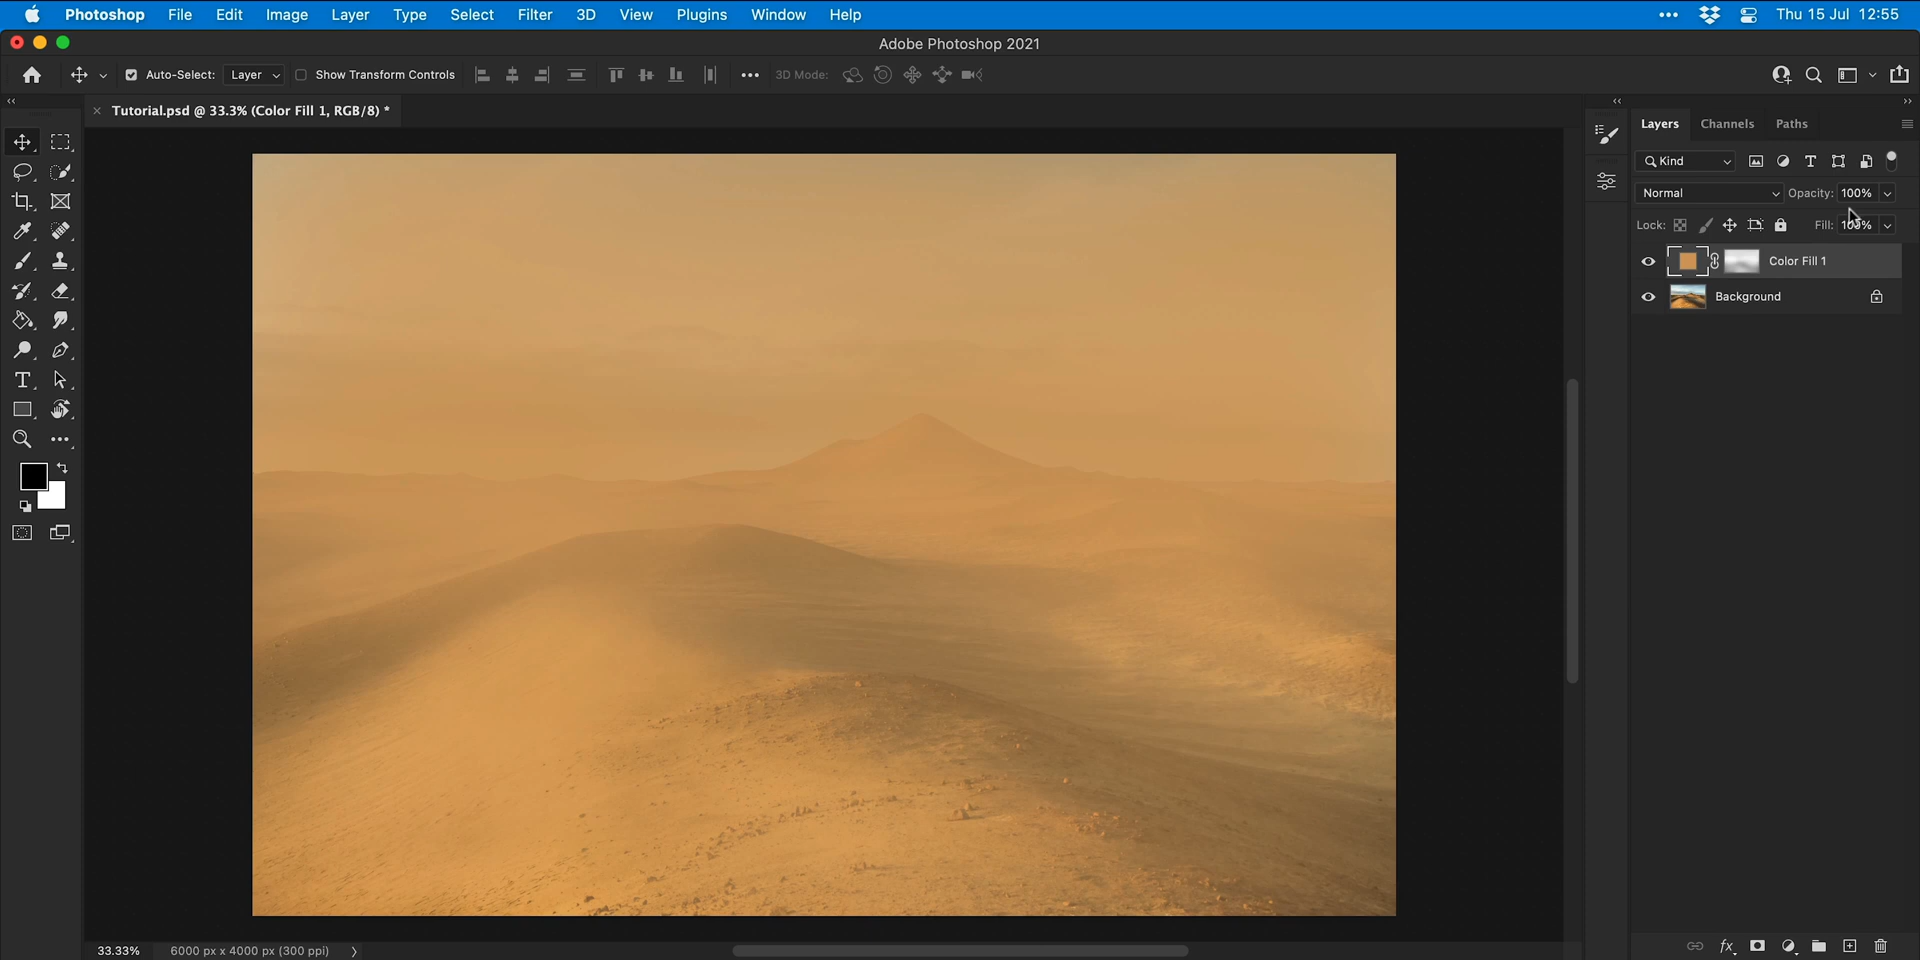 Photoshop File Edit Image Layer Type Select Filter 3D View Plugins Window Help Thu 15 Jul 12:55
Adobe Photoshop 2021
Auto-Select: Layer Show Transform Controls 3D Mode:
Tutorial.psd @ 33.3% (Color Fill 1, RGB/8) *
Layers Channels Paths
Kind
Normal Opacity: 100%
Lock: Fill: 100%
Color Fill 1
Background
33.33% 6000 px x 4000 px (300 ppi)